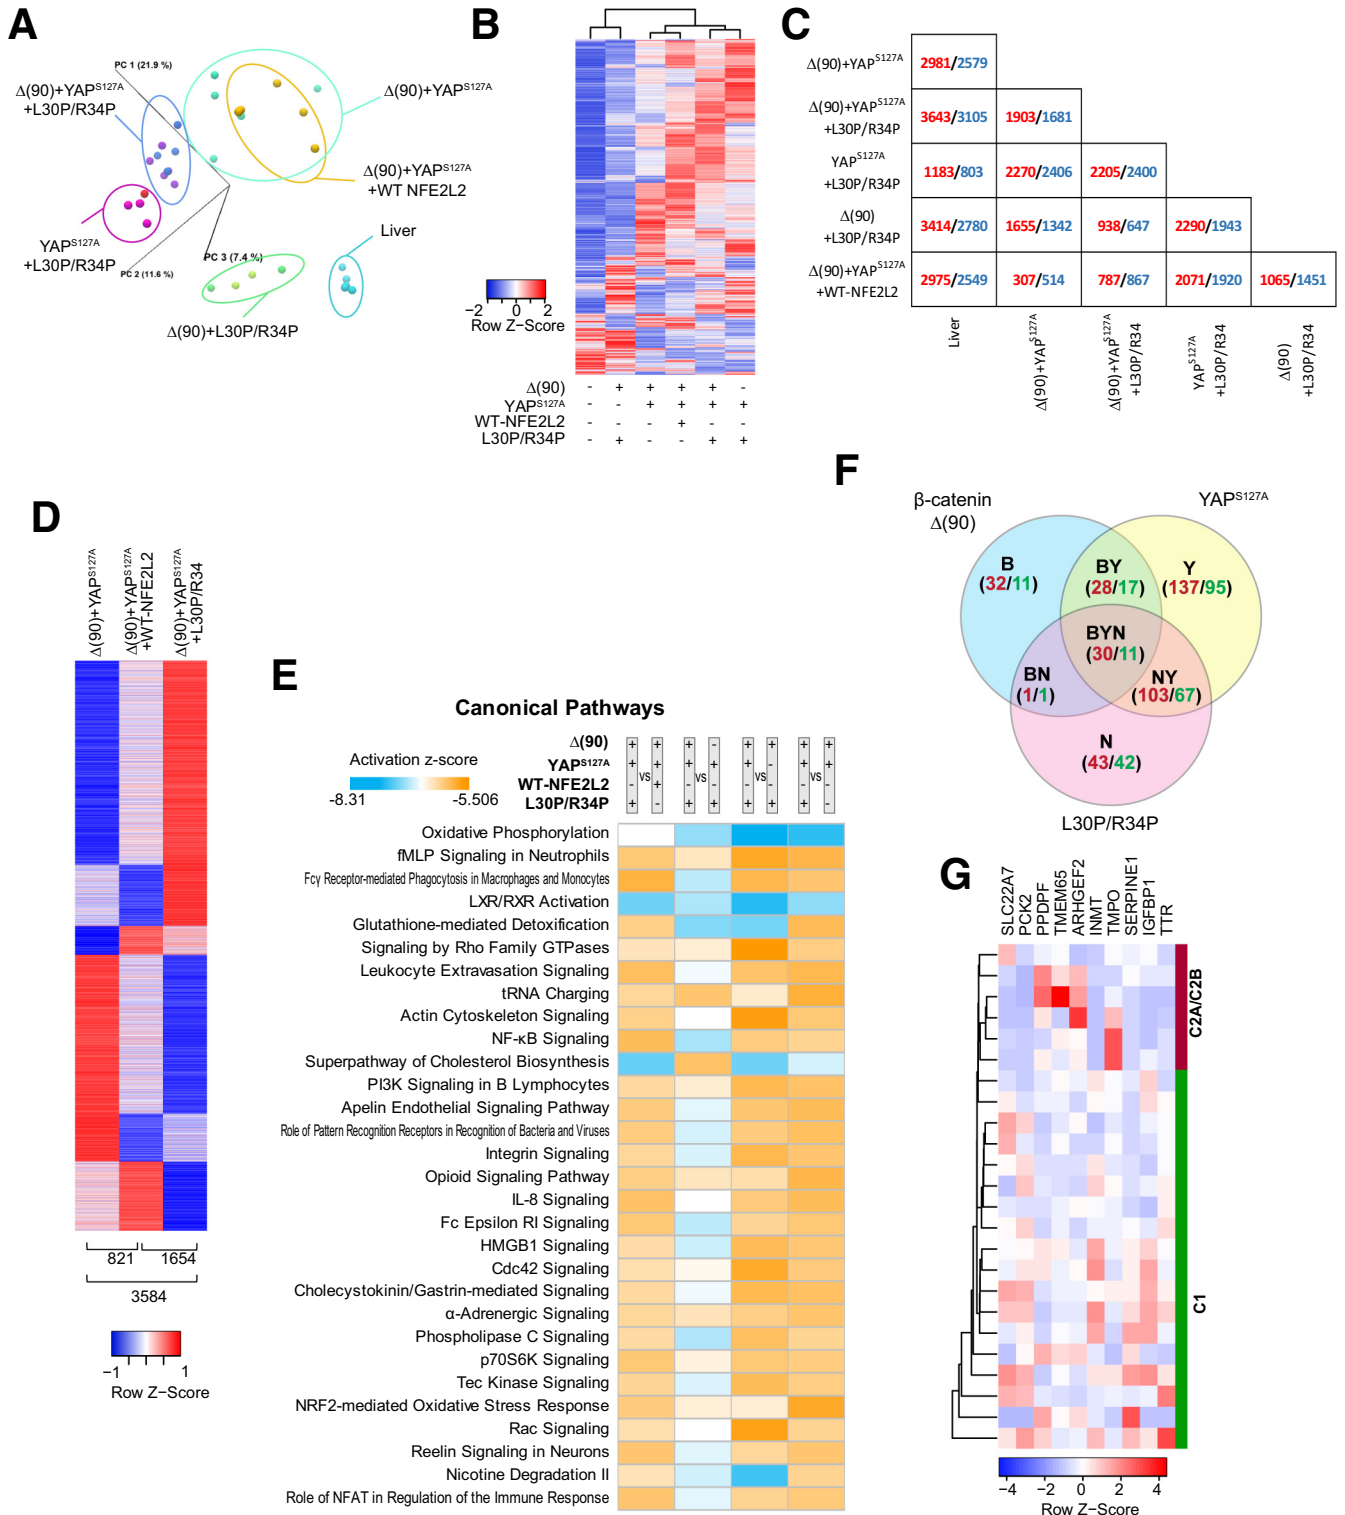 A
PC 1 (21.9 %)
Δ(90)+YAPS127A
+L30P/R34P
Δ(90)+YAPS127A
Δ(90)+YAPS127A
+WT NFE2L2
YAPS127A
+L30P/R34P
PC 3 (7.4 %)
PC 2 (11.6 %)
Liver
Δ(90)+L30P/R34P
B
−2 0 2
Row Z−Score
Δ(90) - + + + + -
YAPS127A - - + + + +
WT-NFE2L2 - - - + - -
L30P/R34P - + - - + +
C
Δ(90)+YAPS127A 2981/2579
Δ(90)+YAPS127A
+L30P/R34P 3643/3105 1903/1681
YAPS127A
+L30P/R34P 1183/803 2270/2406 2205/2400
Δ(90)
+L30P/R34P 3414/2780 1655/1342 938/647 2290/1943
Δ(90)+YAPS127A
+WT-NFE2L2 2975/2549 307/514 787/867 2071/1920 1065/1451
Liver
Δ(90)+YAPS127A
Δ(90)+YAPS127A
+L30P/R34
YAPS127A
+L30P/R34
Δ(90)
+L30P/R34
D
Δ(90)+YAPS127A
Δ(90)+YAPS127A
+WT-NFE2L2
Δ(90)+YAPS127A
+L30P/R34
821 1654
3584
−1 1
Row Z−Score
E
Canonical Pathways
Activation z-score
-8.31 -5.506
Δ(90) + + + - + + + +
YAPS127A + + + + + - + +
WT-NFE2L2 - + - - - - - -
L30P/R34P + - + + + + + -
vs vs vs vs
Oxidative Phosphorylation
fMLP Signaling in Neutrophils
Fcγ Receptor-mediated Phagocytosis in Macrophages and Monocytes
LXR/RXR Activation
Glutathione-mediated Detoxification
Signaling by Rho Family GTPases
Leukocyte Extravasation Signaling
tRNA Charging
Actin Cytoskeleton Signaling
NF-κB Signaling
Superpathway of Cholesterol Biosynthesis
PI3K Signaling in B Lymphocytes
Apelin Endothelial Signaling Pathway
Role of Pattern Recognition Receptors in Recognition of Bacteria and Viruses
Integrin Signaling
Opioid Signaling Pathway
IL-8 Signaling
Fc Epsilon RI Signaling
HMGB1 Signaling
Cdc42 Signaling
Cholecystokinin/Gastrin-mediated Signaling
α-Adrenergic Signaling
Phospholipase C Signaling
p70S6K Signaling
Tec Kinase Signaling
NRF2-mediated Oxidative Stress Response
Rac Signaling
Reelin Signaling in Neurons
Nicotine Degradation II
Role of NFAT in Regulation of the Immune Response
F
β-catenin
Δ(90)
YAPS127A
B
(32/11)
BY
(28/17)
Y
(137/95)
BYN
(30/11)
BN
(1/1)
NY
(103/67)
N
(43/42)
L30P/R34P
G
SLC22A7
PCK2
PPDPF
TMEM65
ARHGEF2
INMT
TMPO
SERPINE1
IGFBP1
TTR
C2A/C2B
C1
−4 −2 0 2 4
Row Z−Score